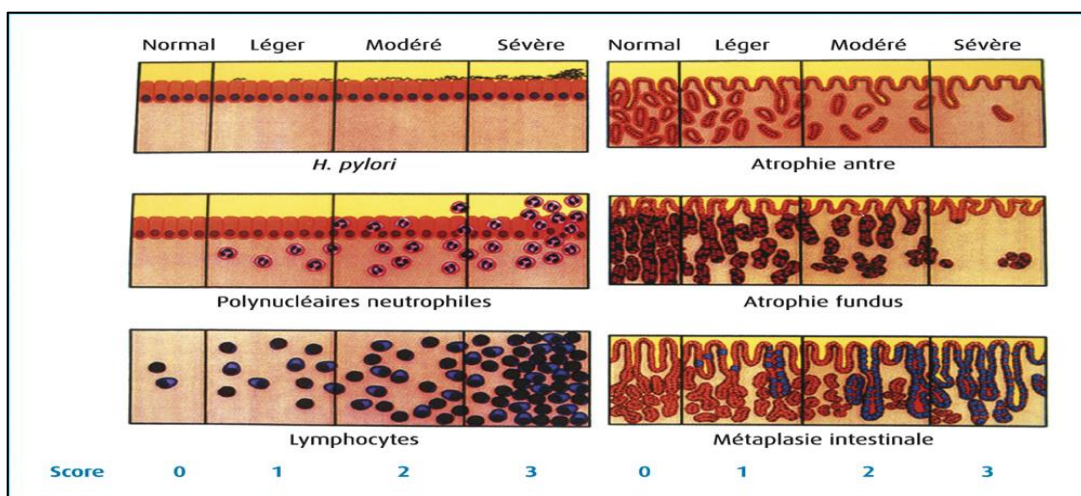 Normal Léger Modéré Sévère Normal Léger Modéré Sévère
H. pylori Atrophie antre
Polynucléaires neutrophiles Atrophie fundus
Lymphocytes Métaplasie intestinale
Score 0 1 2 3 0 1 2 3